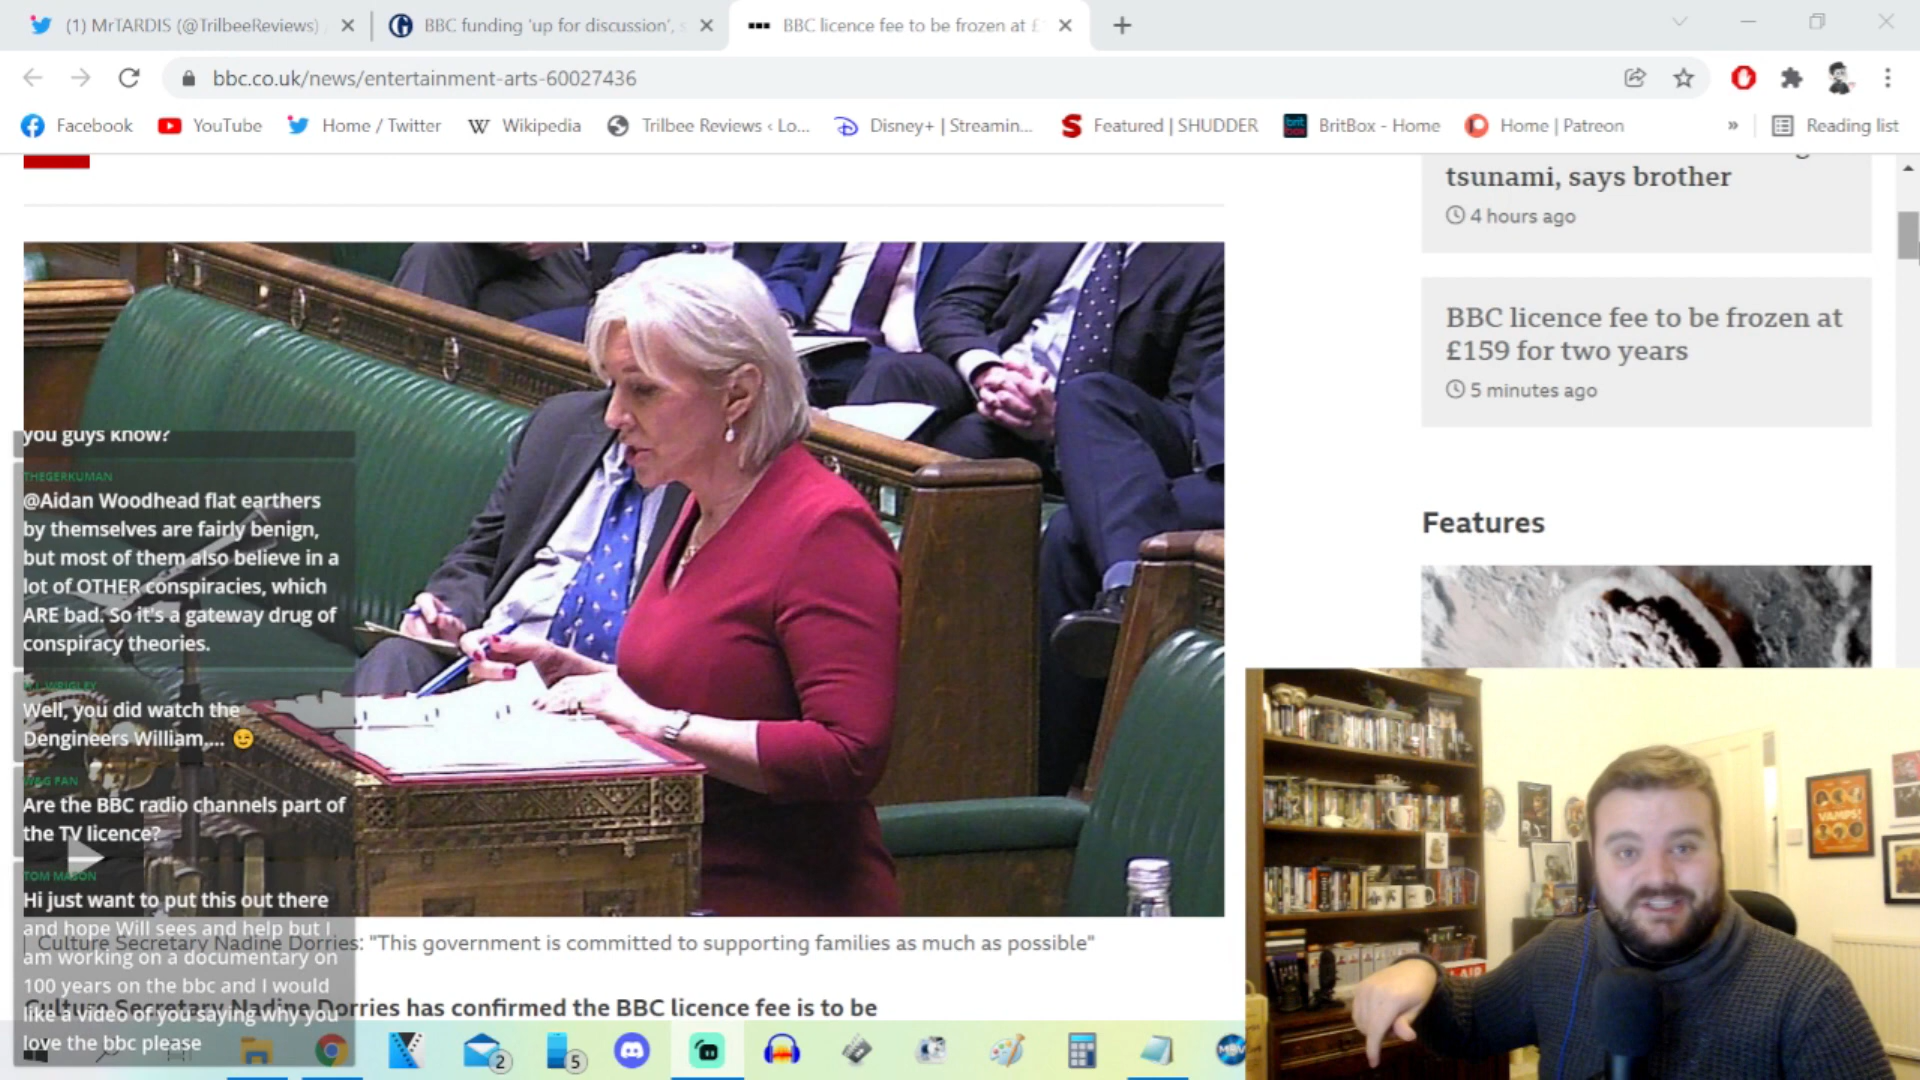 (1) MrTARDIS (@TrilbeeReviews)
BBC funding 'up for discussion', s
BBC licence fee to be frozen at £
bbc.co.uk/news/entertainment-arts-60027436
Facebook
YouTube
Home / Twitter
Wikipedia
Trilbee Reviews ‹ Lo...
Disney+ | Streamin...
Featured | SHUDDER
BritBox - Home
Home | Patreon
»
Reading list
tsunami, says brother
4 hours ago
BBC licence fee to be frozen at
£159 for two years
5 minutes ago
Features
you guys know?
THEGERKUMAN
@Aidan Woodhead flat earthers
by themselves are fairly benign,
but most of them also believe in a
lot of OTHER conspiracies, which
ARE bad. So it's a gateway drug of
conspiracy theories.
WRIGLEY
Well, you did watch the
Dengineers William.... 😉
PAN
Are the BBC radio channels part of
the TV licence?
TOM MASON
Hi just want to put this out there
and hope Will sees and help but I
am working on a documentary on
100 years on the bbc and I would
like a video of you saying why you
love the bbc please
Culture Secretary Nadine Dorries: "This government is committed to supporting families as much as possible"
Culture Secretary Nadine Dorries has confirmed the BBC licence fee is to be
2
5
VAMPS!